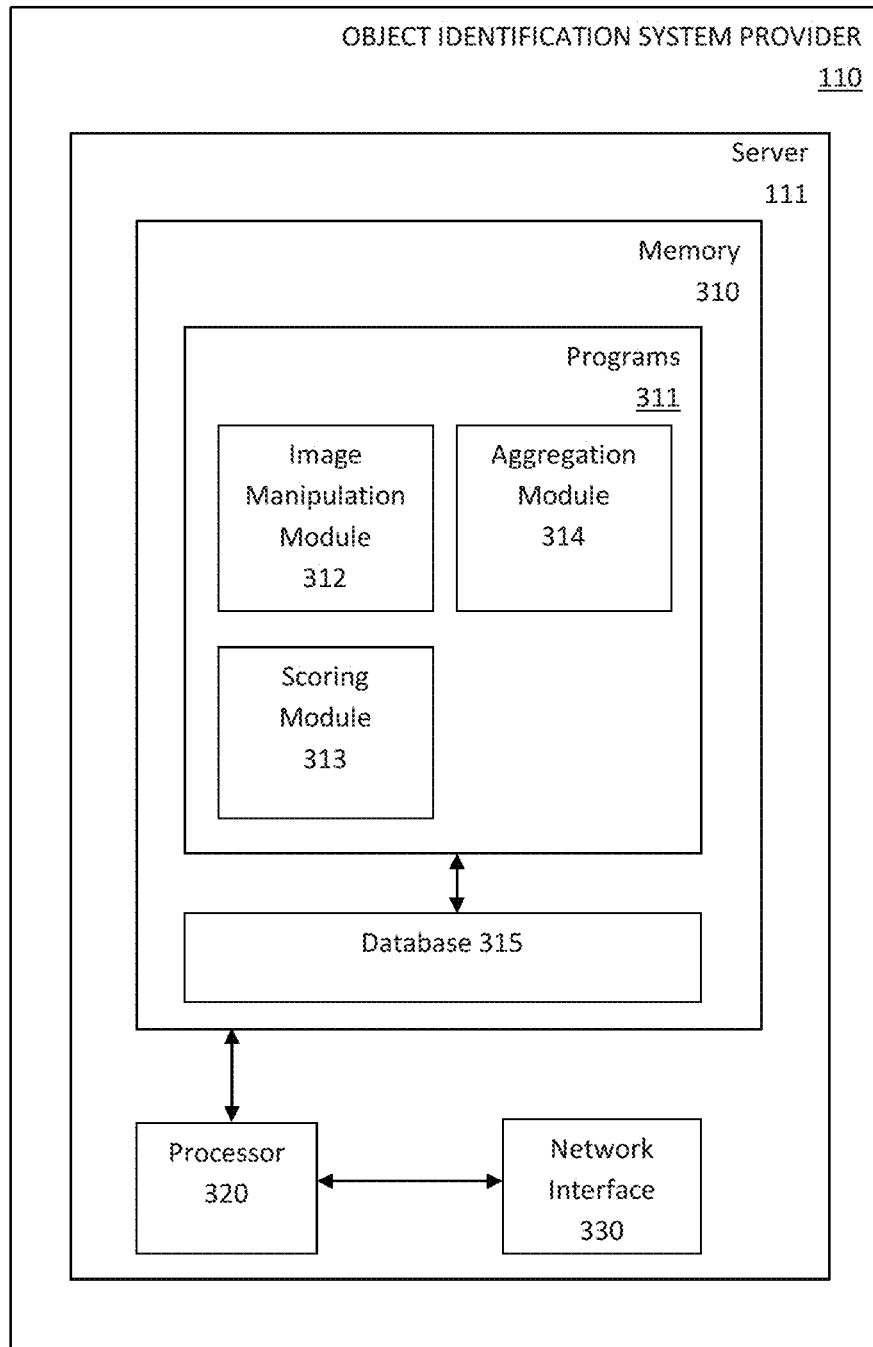 OBJECT IDENTIFICATION SYSTEM PROVIDER
110
Server
111
Memory
310
Programs
311
Image
Manipulation
Module
312
Aggregation
Module
314
Scoring
Module
313
Database 315
Processor
320
Network
Interface
330